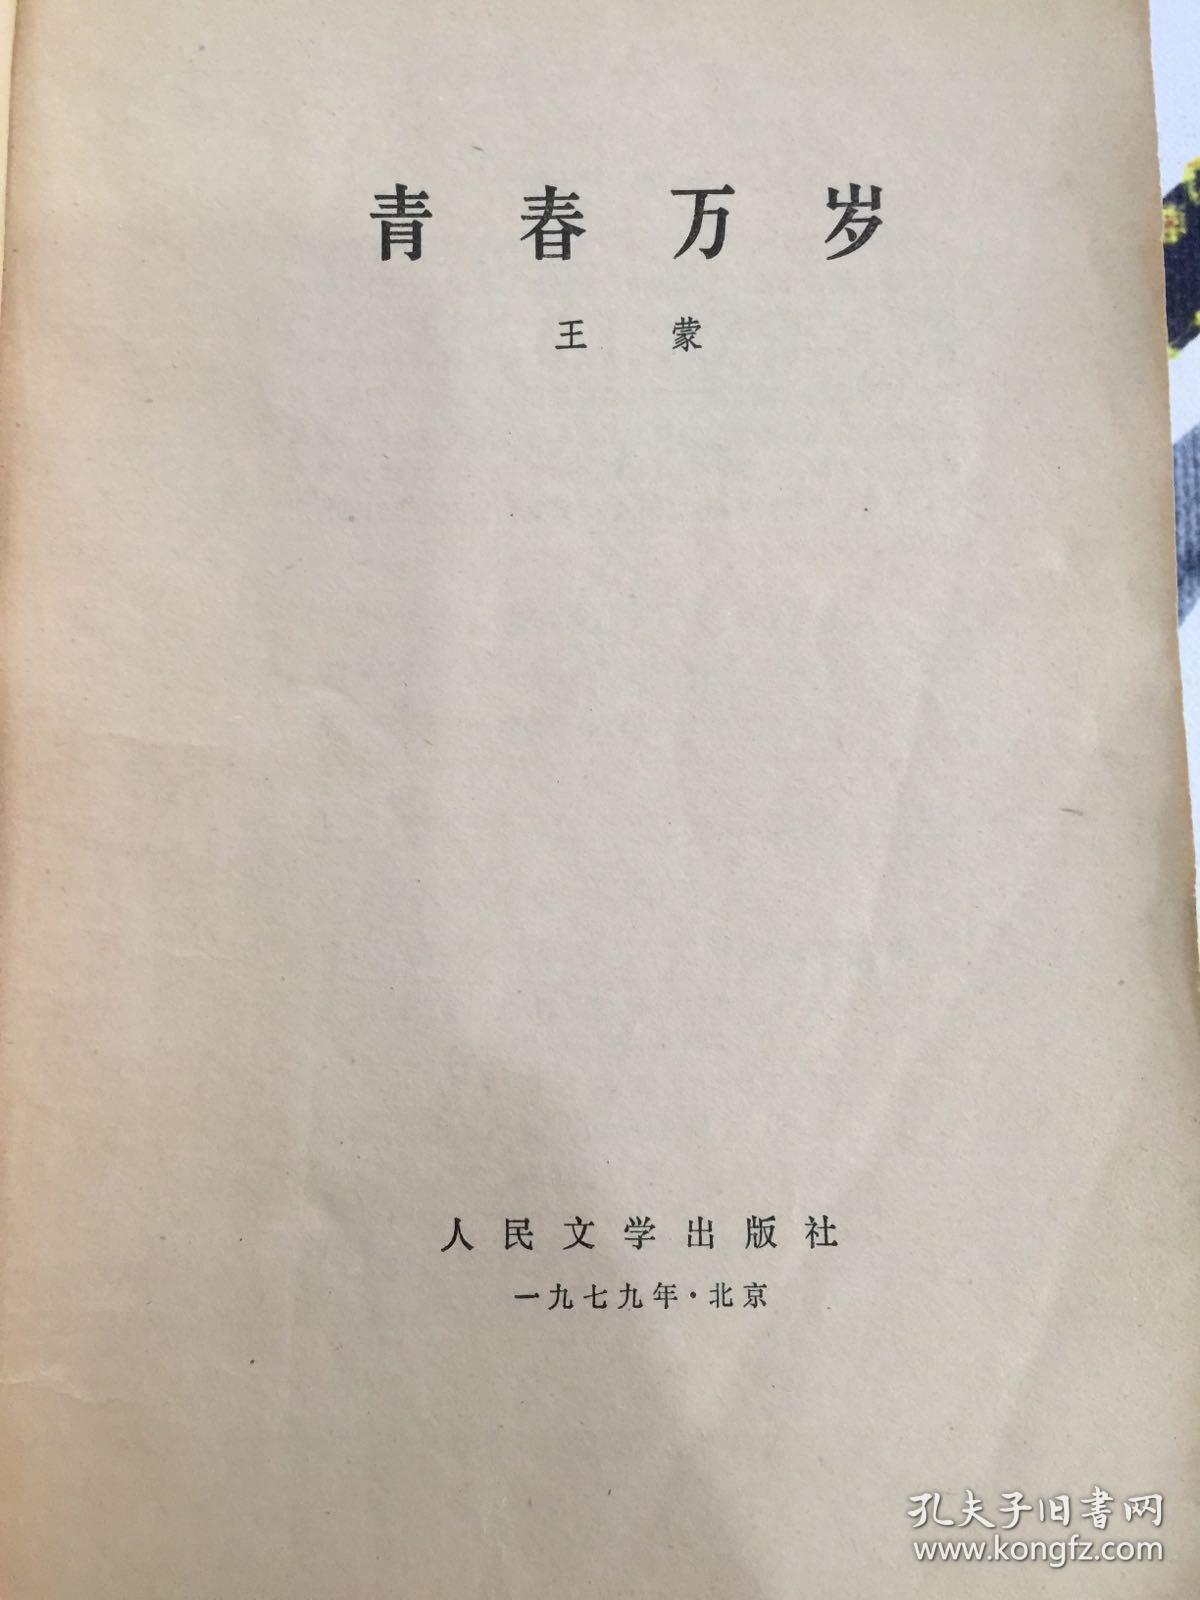 青春万岁
王蒙
人民文学出版社
一九七九年·北京
孔夫子旧书网
www.kongfz.com